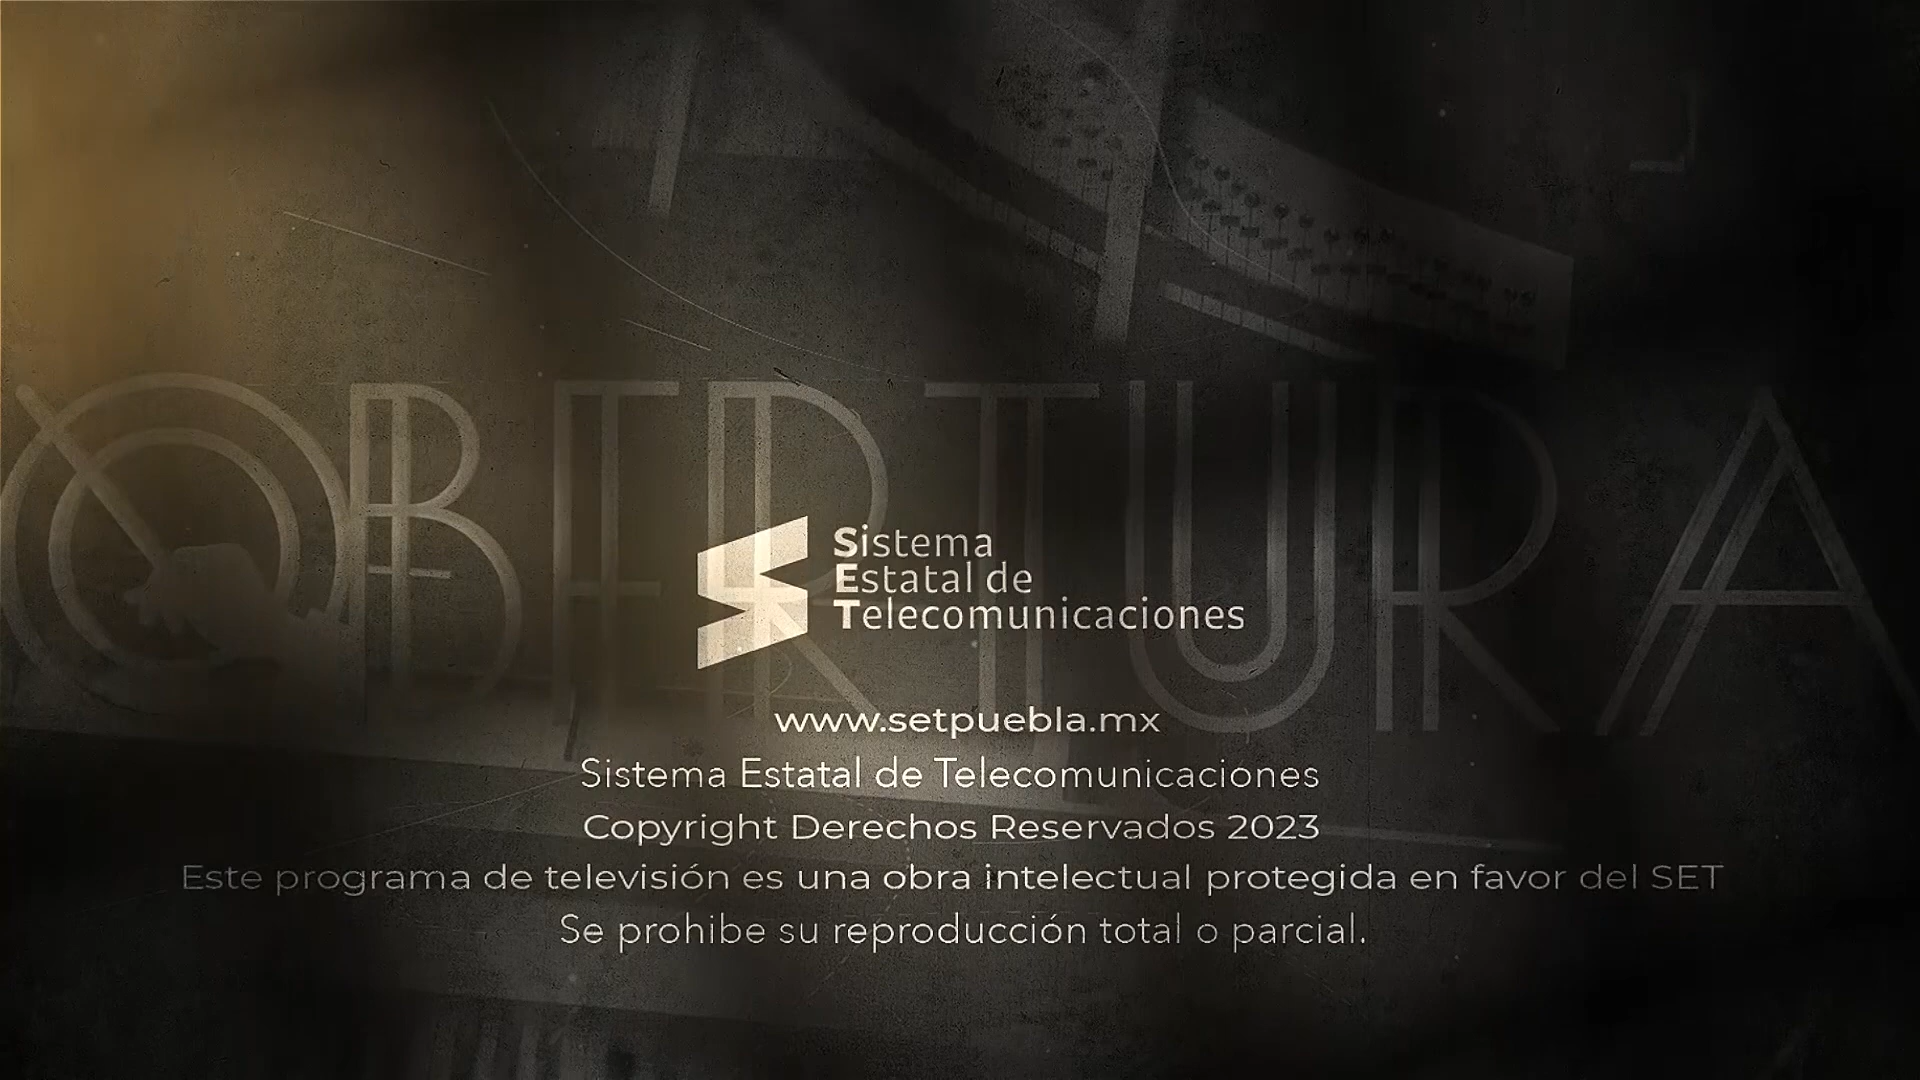 OBERTURA
Sistema
Estatal de
Telecomunicaciones
www.setpuebla.mx
Sistema Estatal de Telecomunicaciones
Copyright Derechos Reservados 2023
Este programa de televisión es una obra intelectual protegida en favor del SET
Se prohibe su reproducción total o parcial.